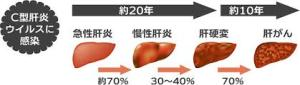 C型肝炎
ウイルスに
感染
約20年
約10年
急性肝炎
慢性肝炎
肝硬変
肝がん
約70%
30〜40%
70%